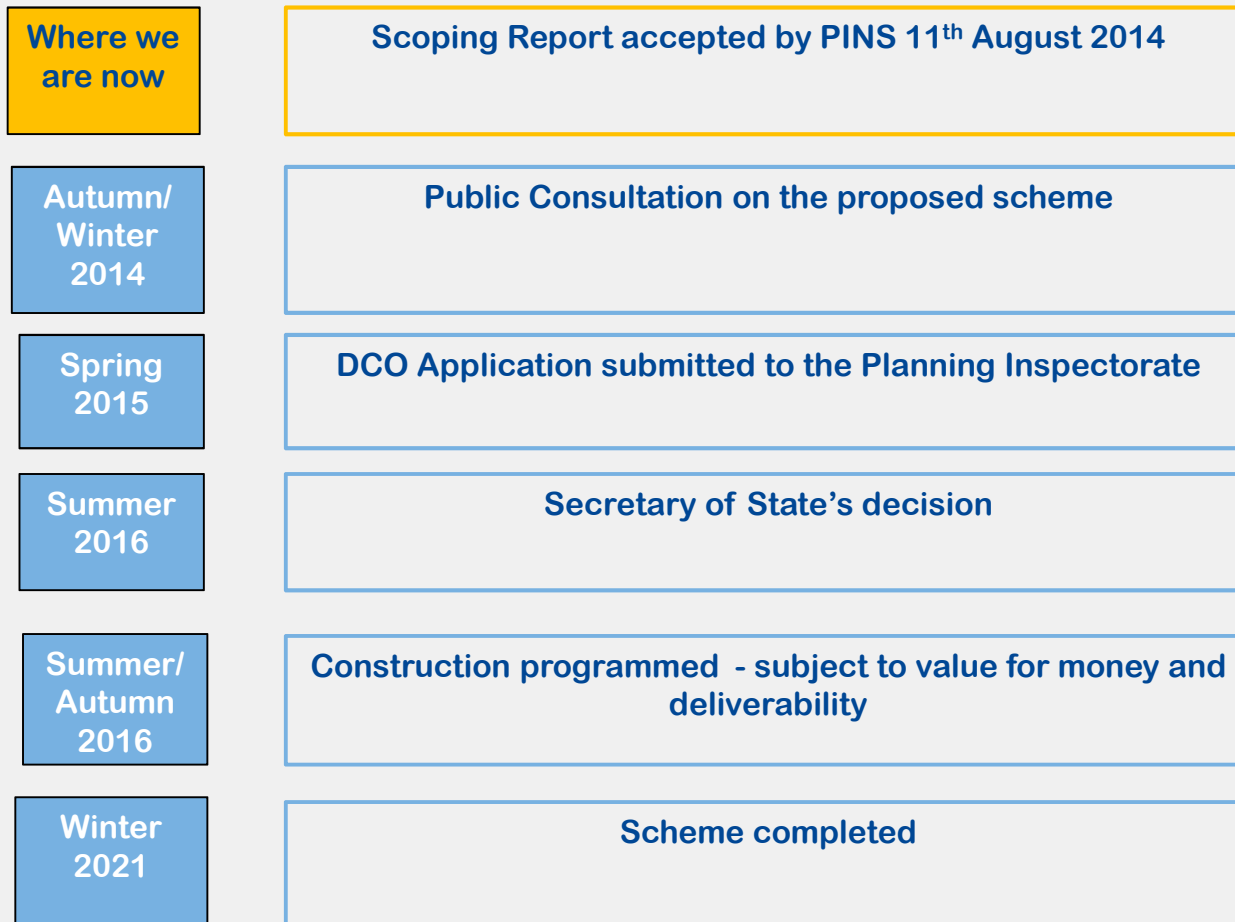 Where we
are now
Scoping Report accepted by PINS 11th August 2014
Autumn/
Winter
2014
Public Consultation on the proposed scheme
Spring
2015
DCO Application submitted to the Planning Inspectorate
Summer
2016
Secretary of State’s decision
Summer/
Autumn
2016
Construction programmed - subject to value for money and
deliverability
Winter
2021
Scheme completed